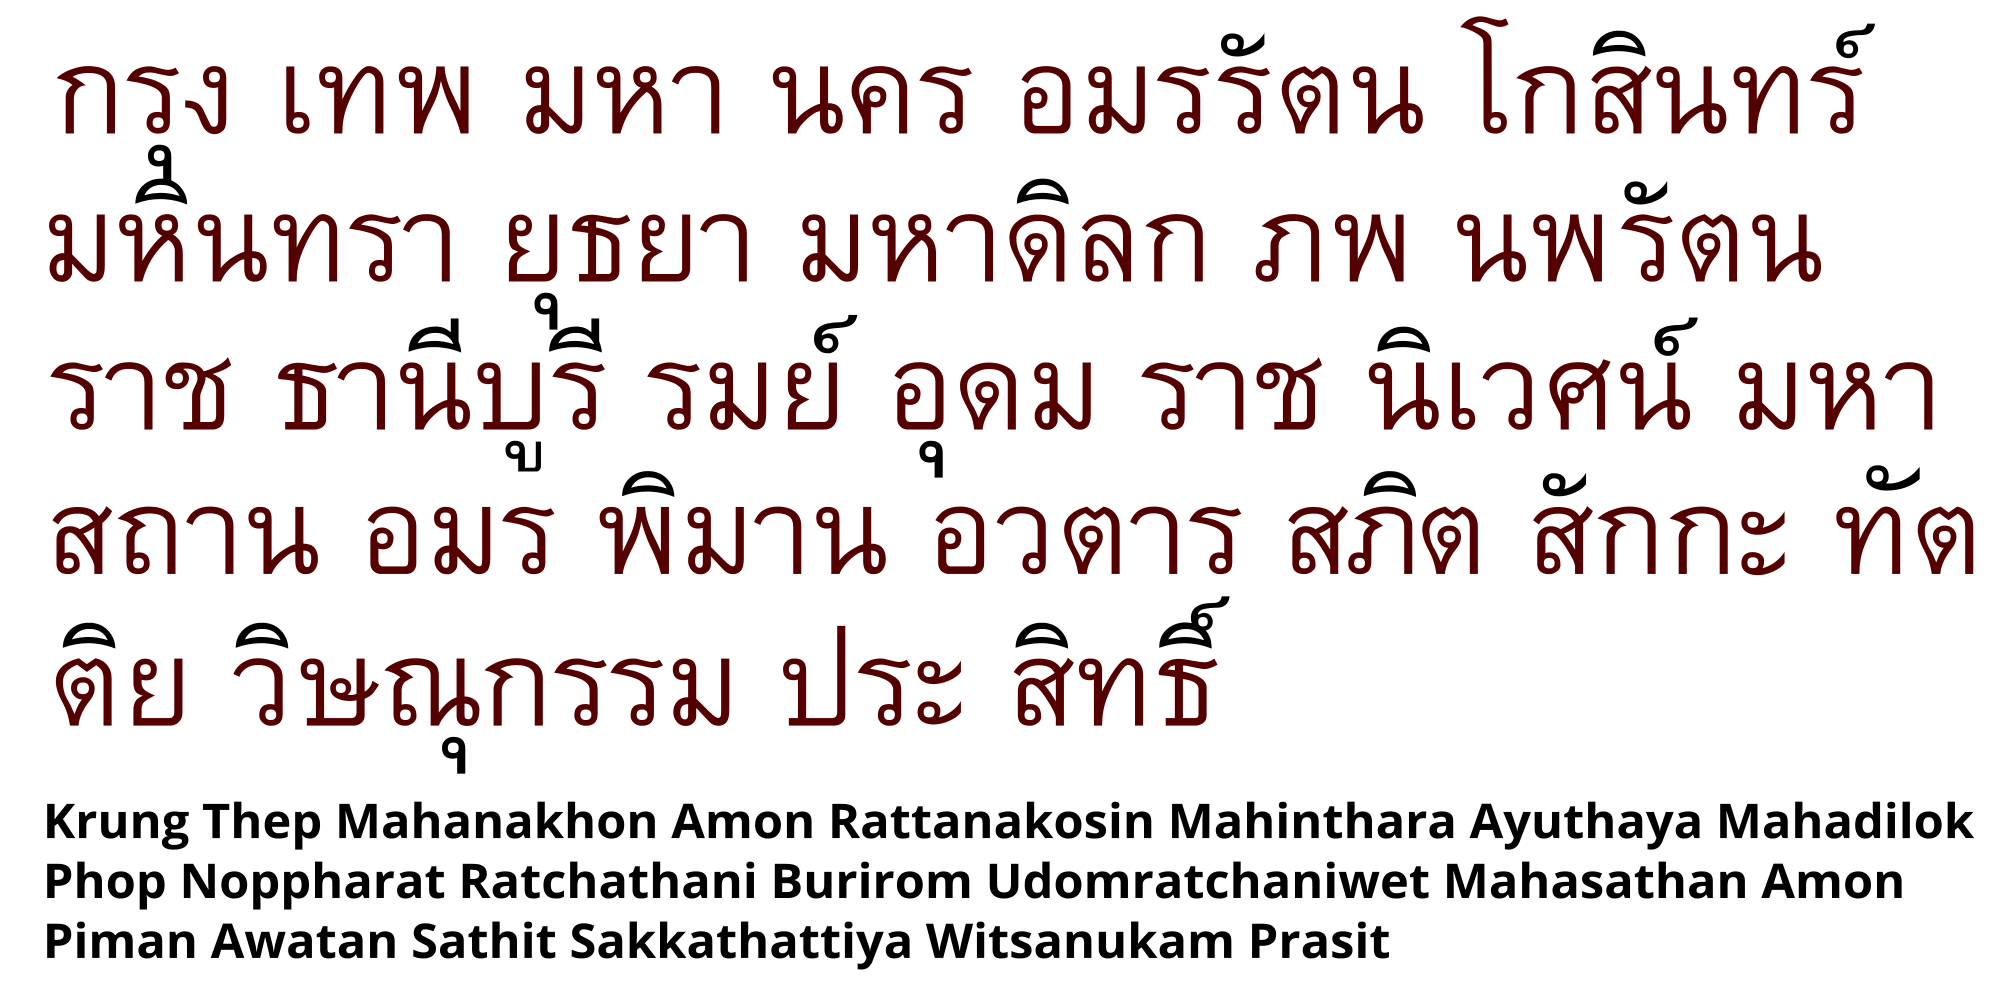 กรุง เทพ มหา นคร อมรรัตน โกสินทร์
มหินทรา ยุธยา มหาดิลก ภพ นพรัตน
ราช ธานีบูรี รมย์ อุดม ราช นิเวศน์ มหา
สถาน อมร พิมาน อวตาร สภิต สักกะ ทัต
ติย วิษณุกรรม ประ สิทธิ์
Krung Thep Mahanakhon Amon Rattanakosin Mahinthara Ayuthaya Mahadilok
Phop Noppharat Ratchathani Burirom Udomratchaniwet Mahasathan Amon
Piman Awatan Sathit Sakkathattiya Witsanukam Prasit